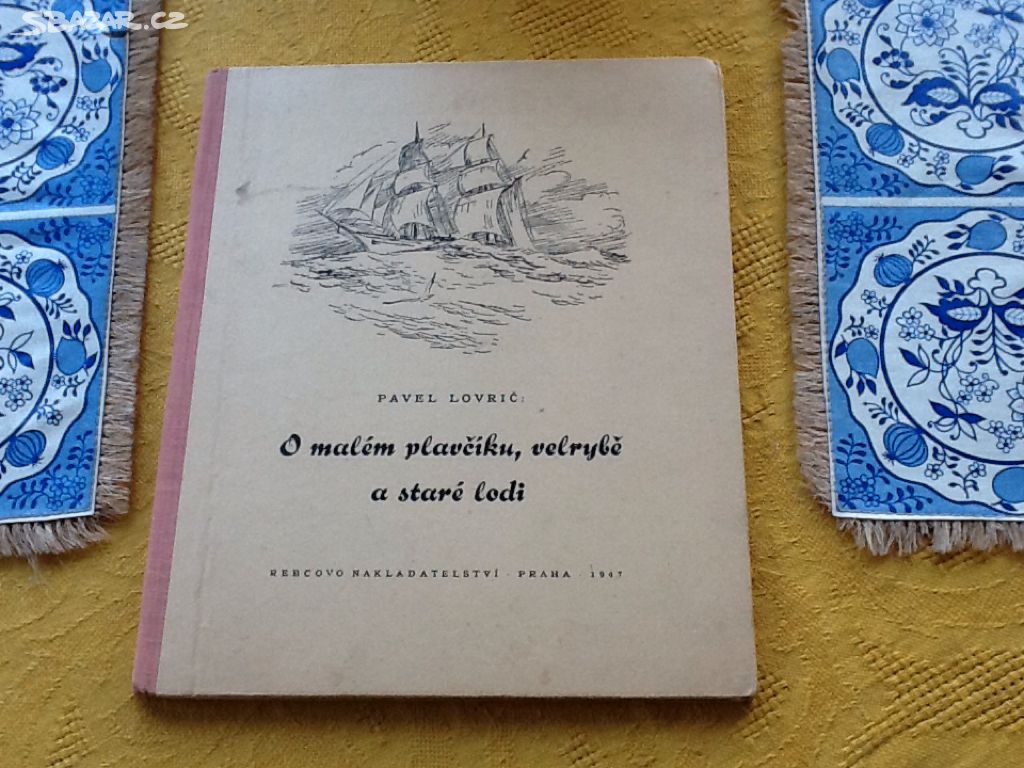 SBAZAR.CZ
PAVEL LOVRIČ:
O malém plavčíku, velrybě
a staré lodi
REBCOVO NAKLADATELSTVÍ · PRAHA · 1947